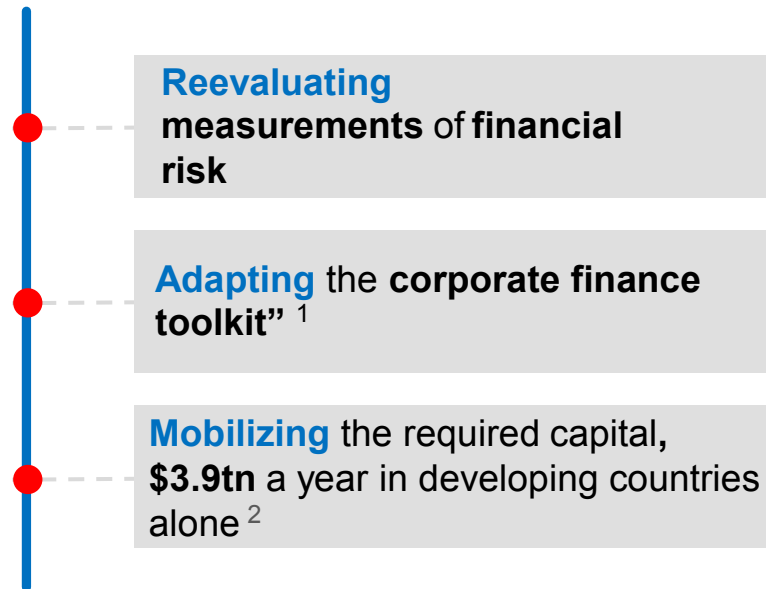 Reevaluating
measurements of financial
risk
Adapting the corporate finance
toolkit” 1
Mobilizing the required capital,
$3.9tn a year in developing countries
alone 2